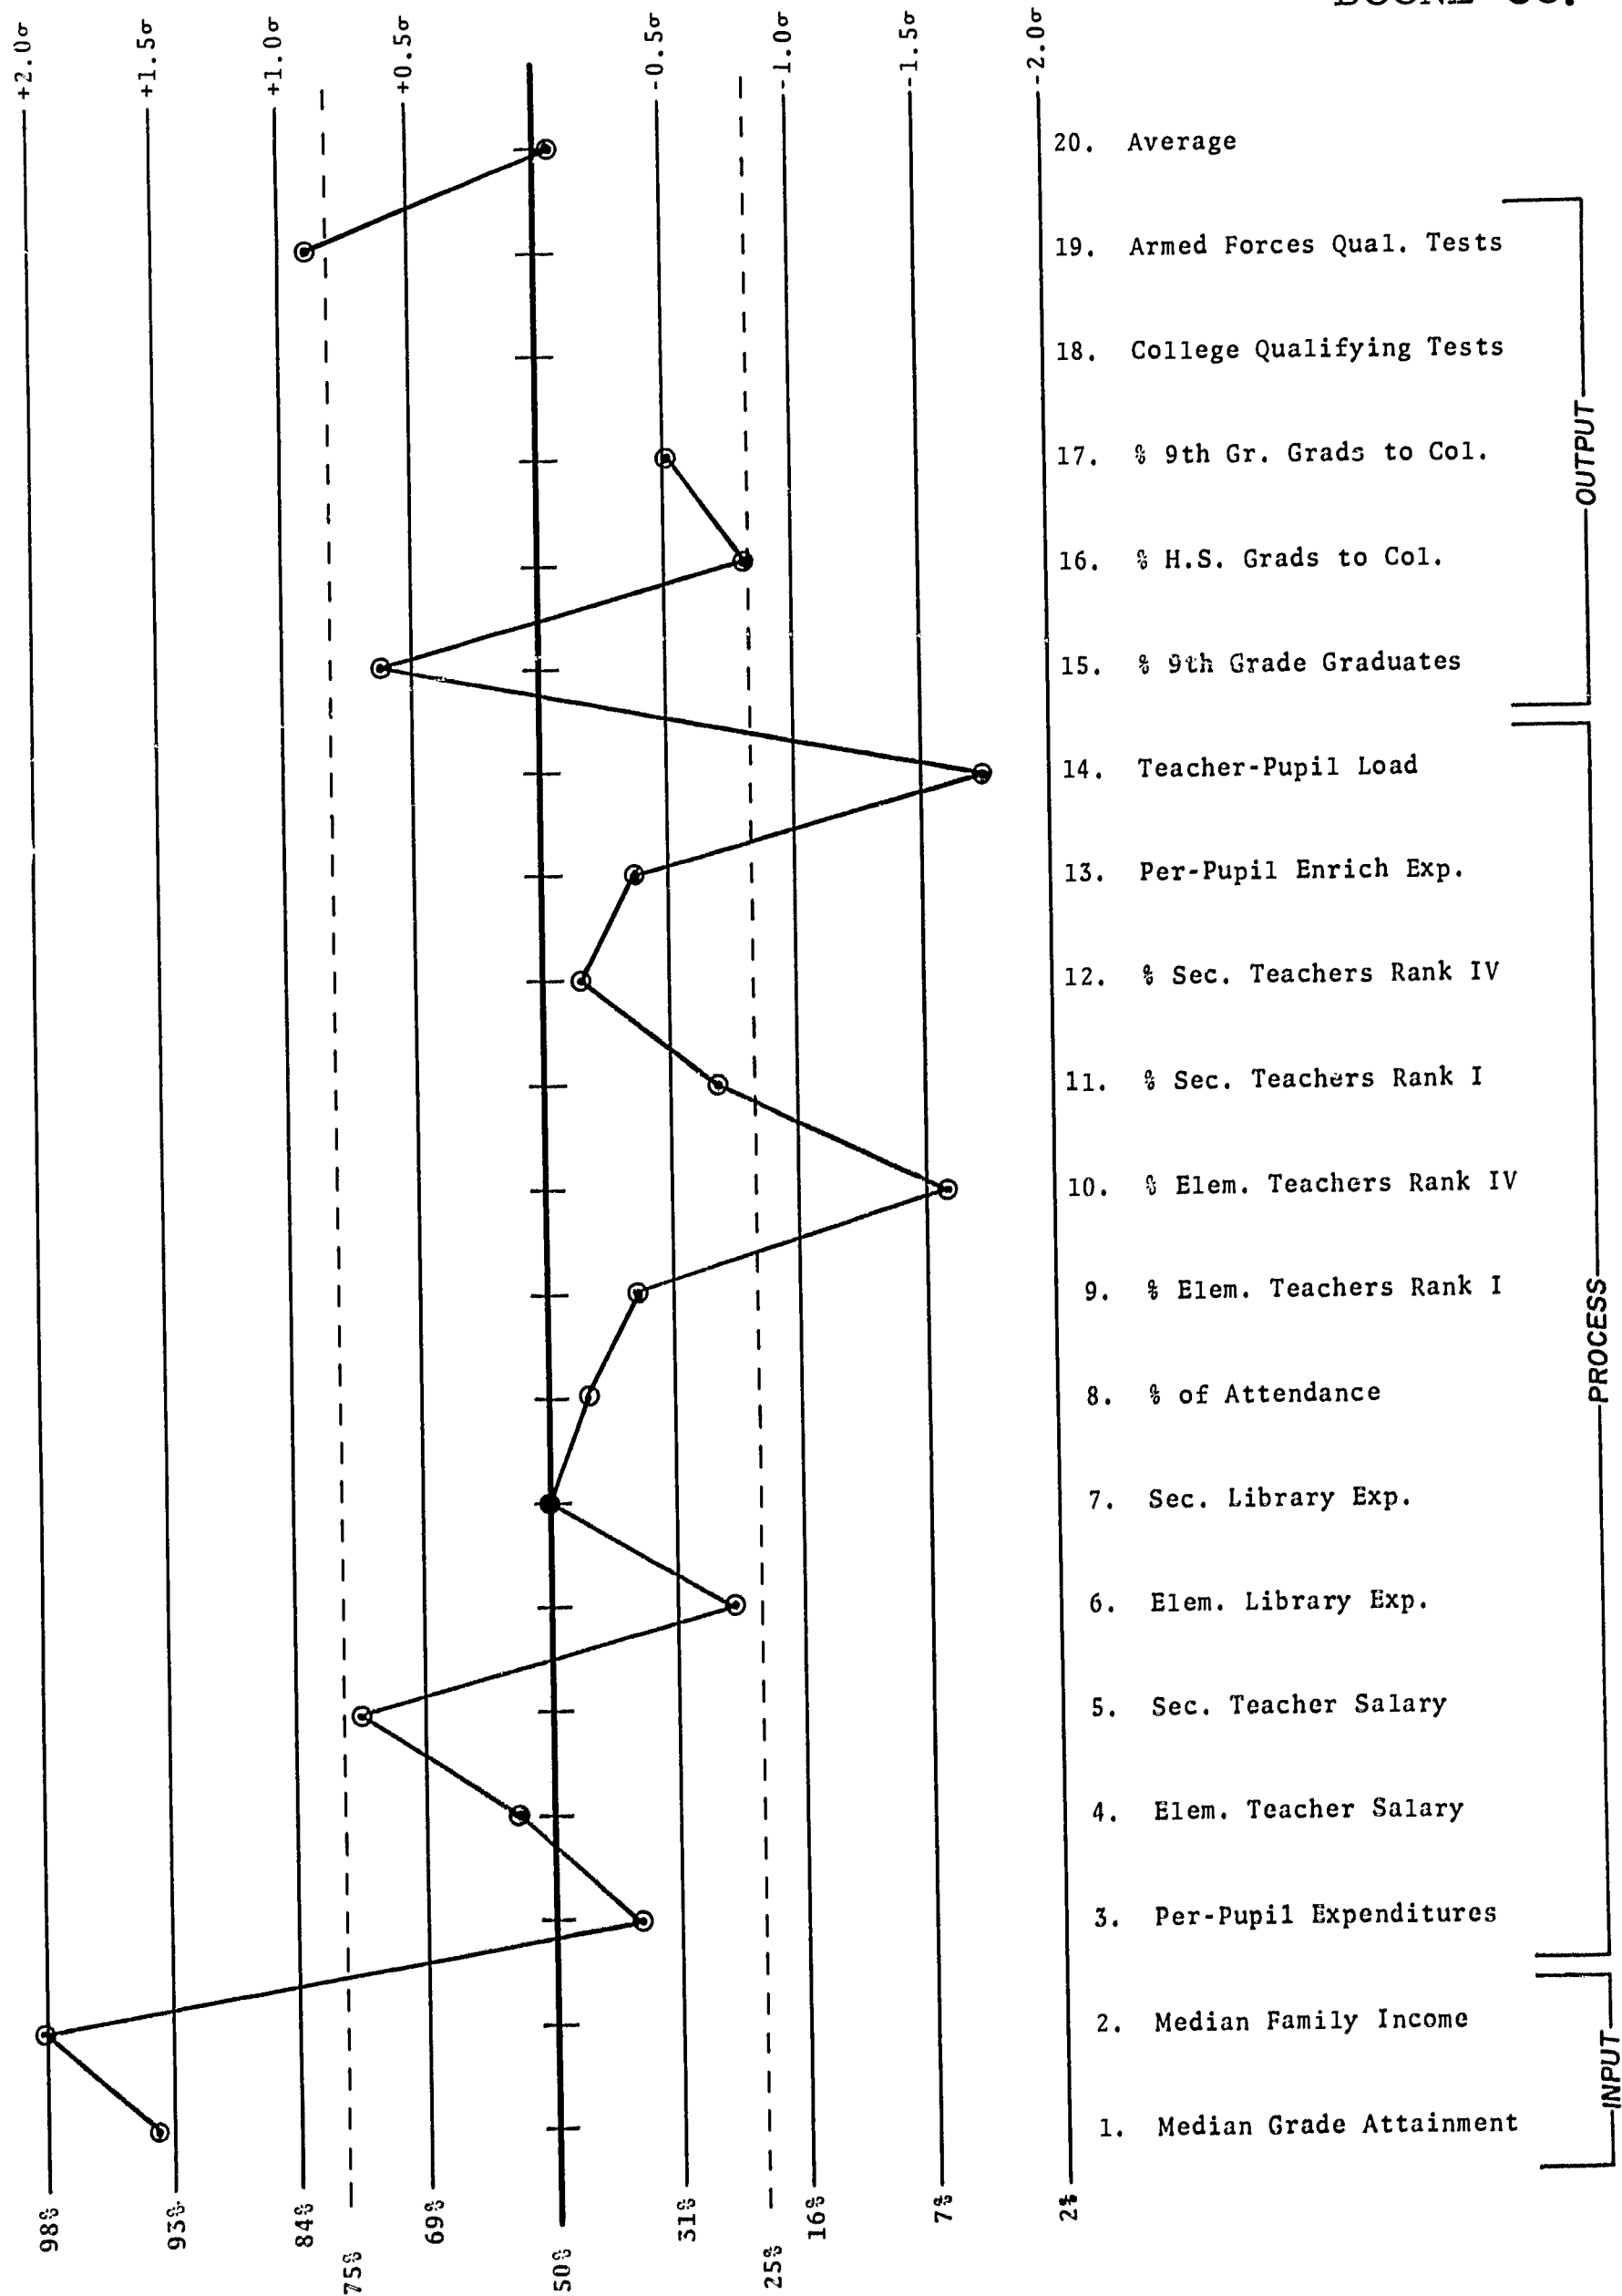 +2.0σ
+1.5σ
+1.0σ
+0.5σ
-0.5σ
-1.0σ
-1.5σ
-2.0σ
20. Average
19. Armed Forces Qual. Tests
18. College Qualifying Tests
17. % 9th Gr. Grads to Col.
16. % H.S. Grads to Col.
15. % 9th Grade Graduates
OUTPUT
14. Teacher-Pupil Load
13. Per-Pupil Enrich Exp.
12. % Sec. Teachers Rank IV
11. % Sec. Teachers Rank I
10. % Elem. Teachers Rank IV
9. % Elem. Teachers Rank I
8. % of Attendance
7. Sec. Library Exp.
6. Elem. Library Exp.
5. Sec. Teacher Salary
4. Elem. Teacher Salary
3. Per-Pupil Expenditures
PROCESS
2. Median Family Income
1. Median Grade Attainment
INPUT
98%
93%
84%
75%
69%
50%
31%
25%
16%
7%
2%